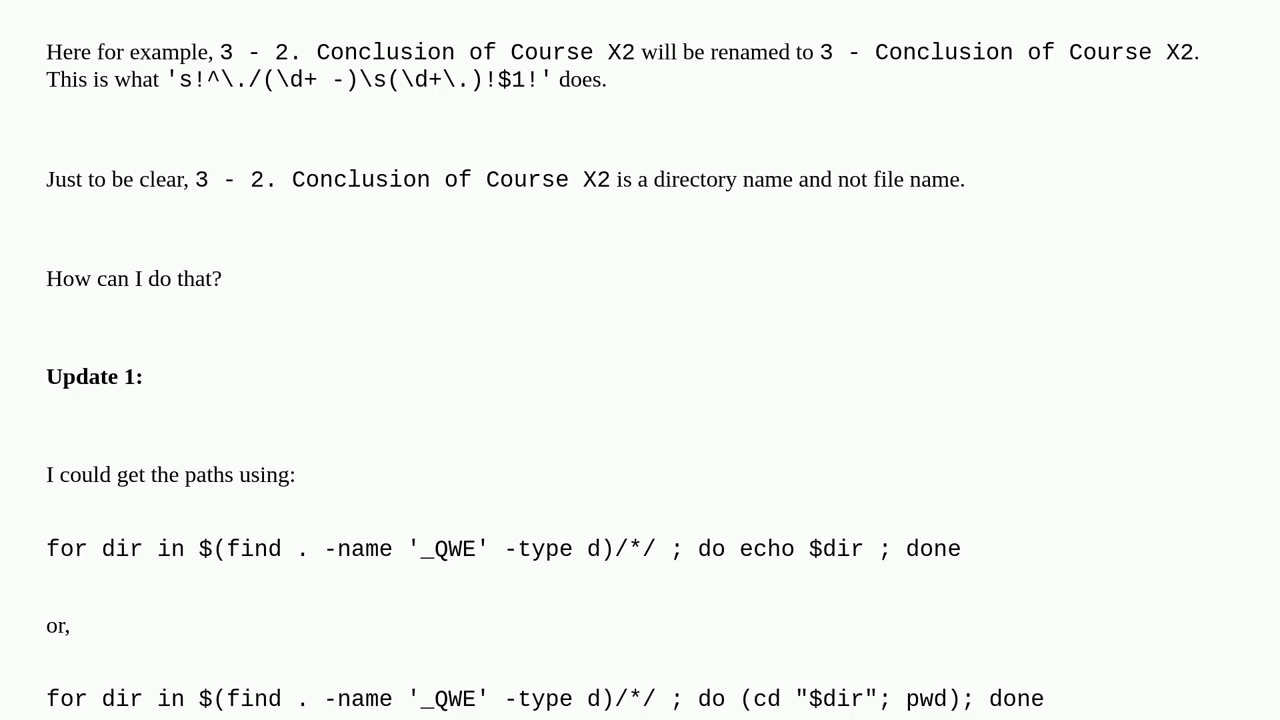 Here for example, 3 - 2. Conclusion of Course X2 will be renamed to 3 - Conclusion of Course X2.
This is what 's!^\./(\d+ -)\s(\d+\.)!$1!' does.
Just to be clear, 3 - 2. Conclusion of Course X2 is a directory name and not file name.
How can I do that?
Update 1:
I could get the paths using:
for dir in $(find . -name '_QWE' -type d)/*/ ; do echo $dir ; done
or,
for dir in $(find . -name '_QWE' -type d)/*/ ; do (cd "$dir"; pwd); done